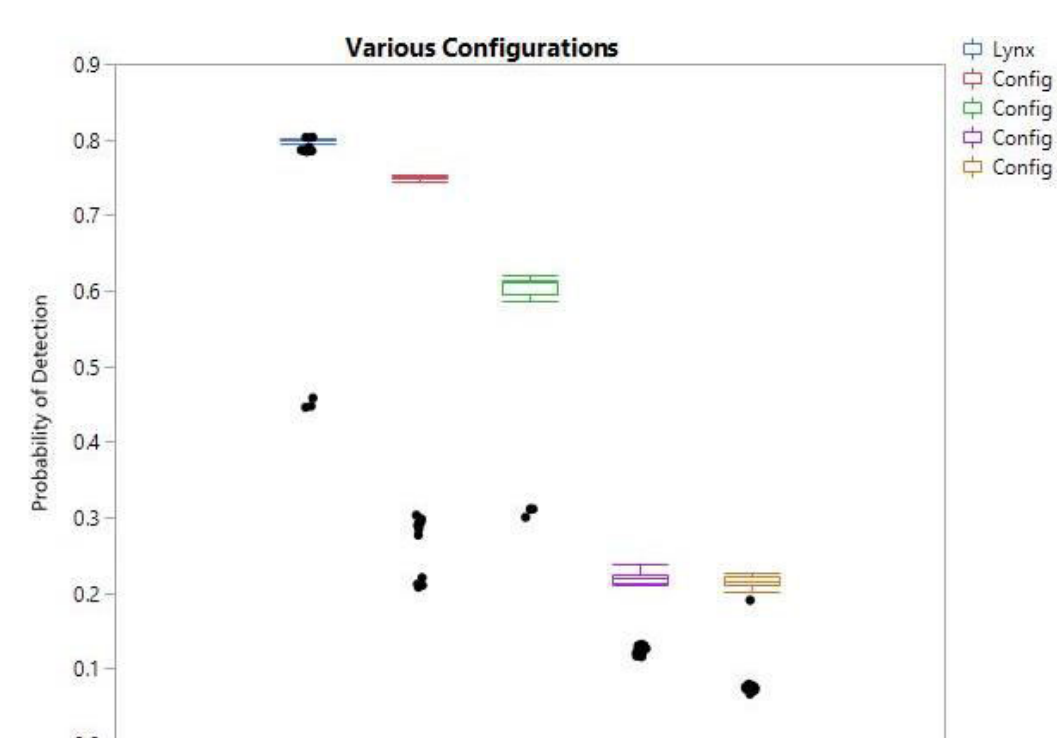 Various Configurations
Lynx
Config
Config
Config
Config
Probability of Detection
0.9
0.8
0.7
0.6
0.5
0.4
0.3
0.2
0.1